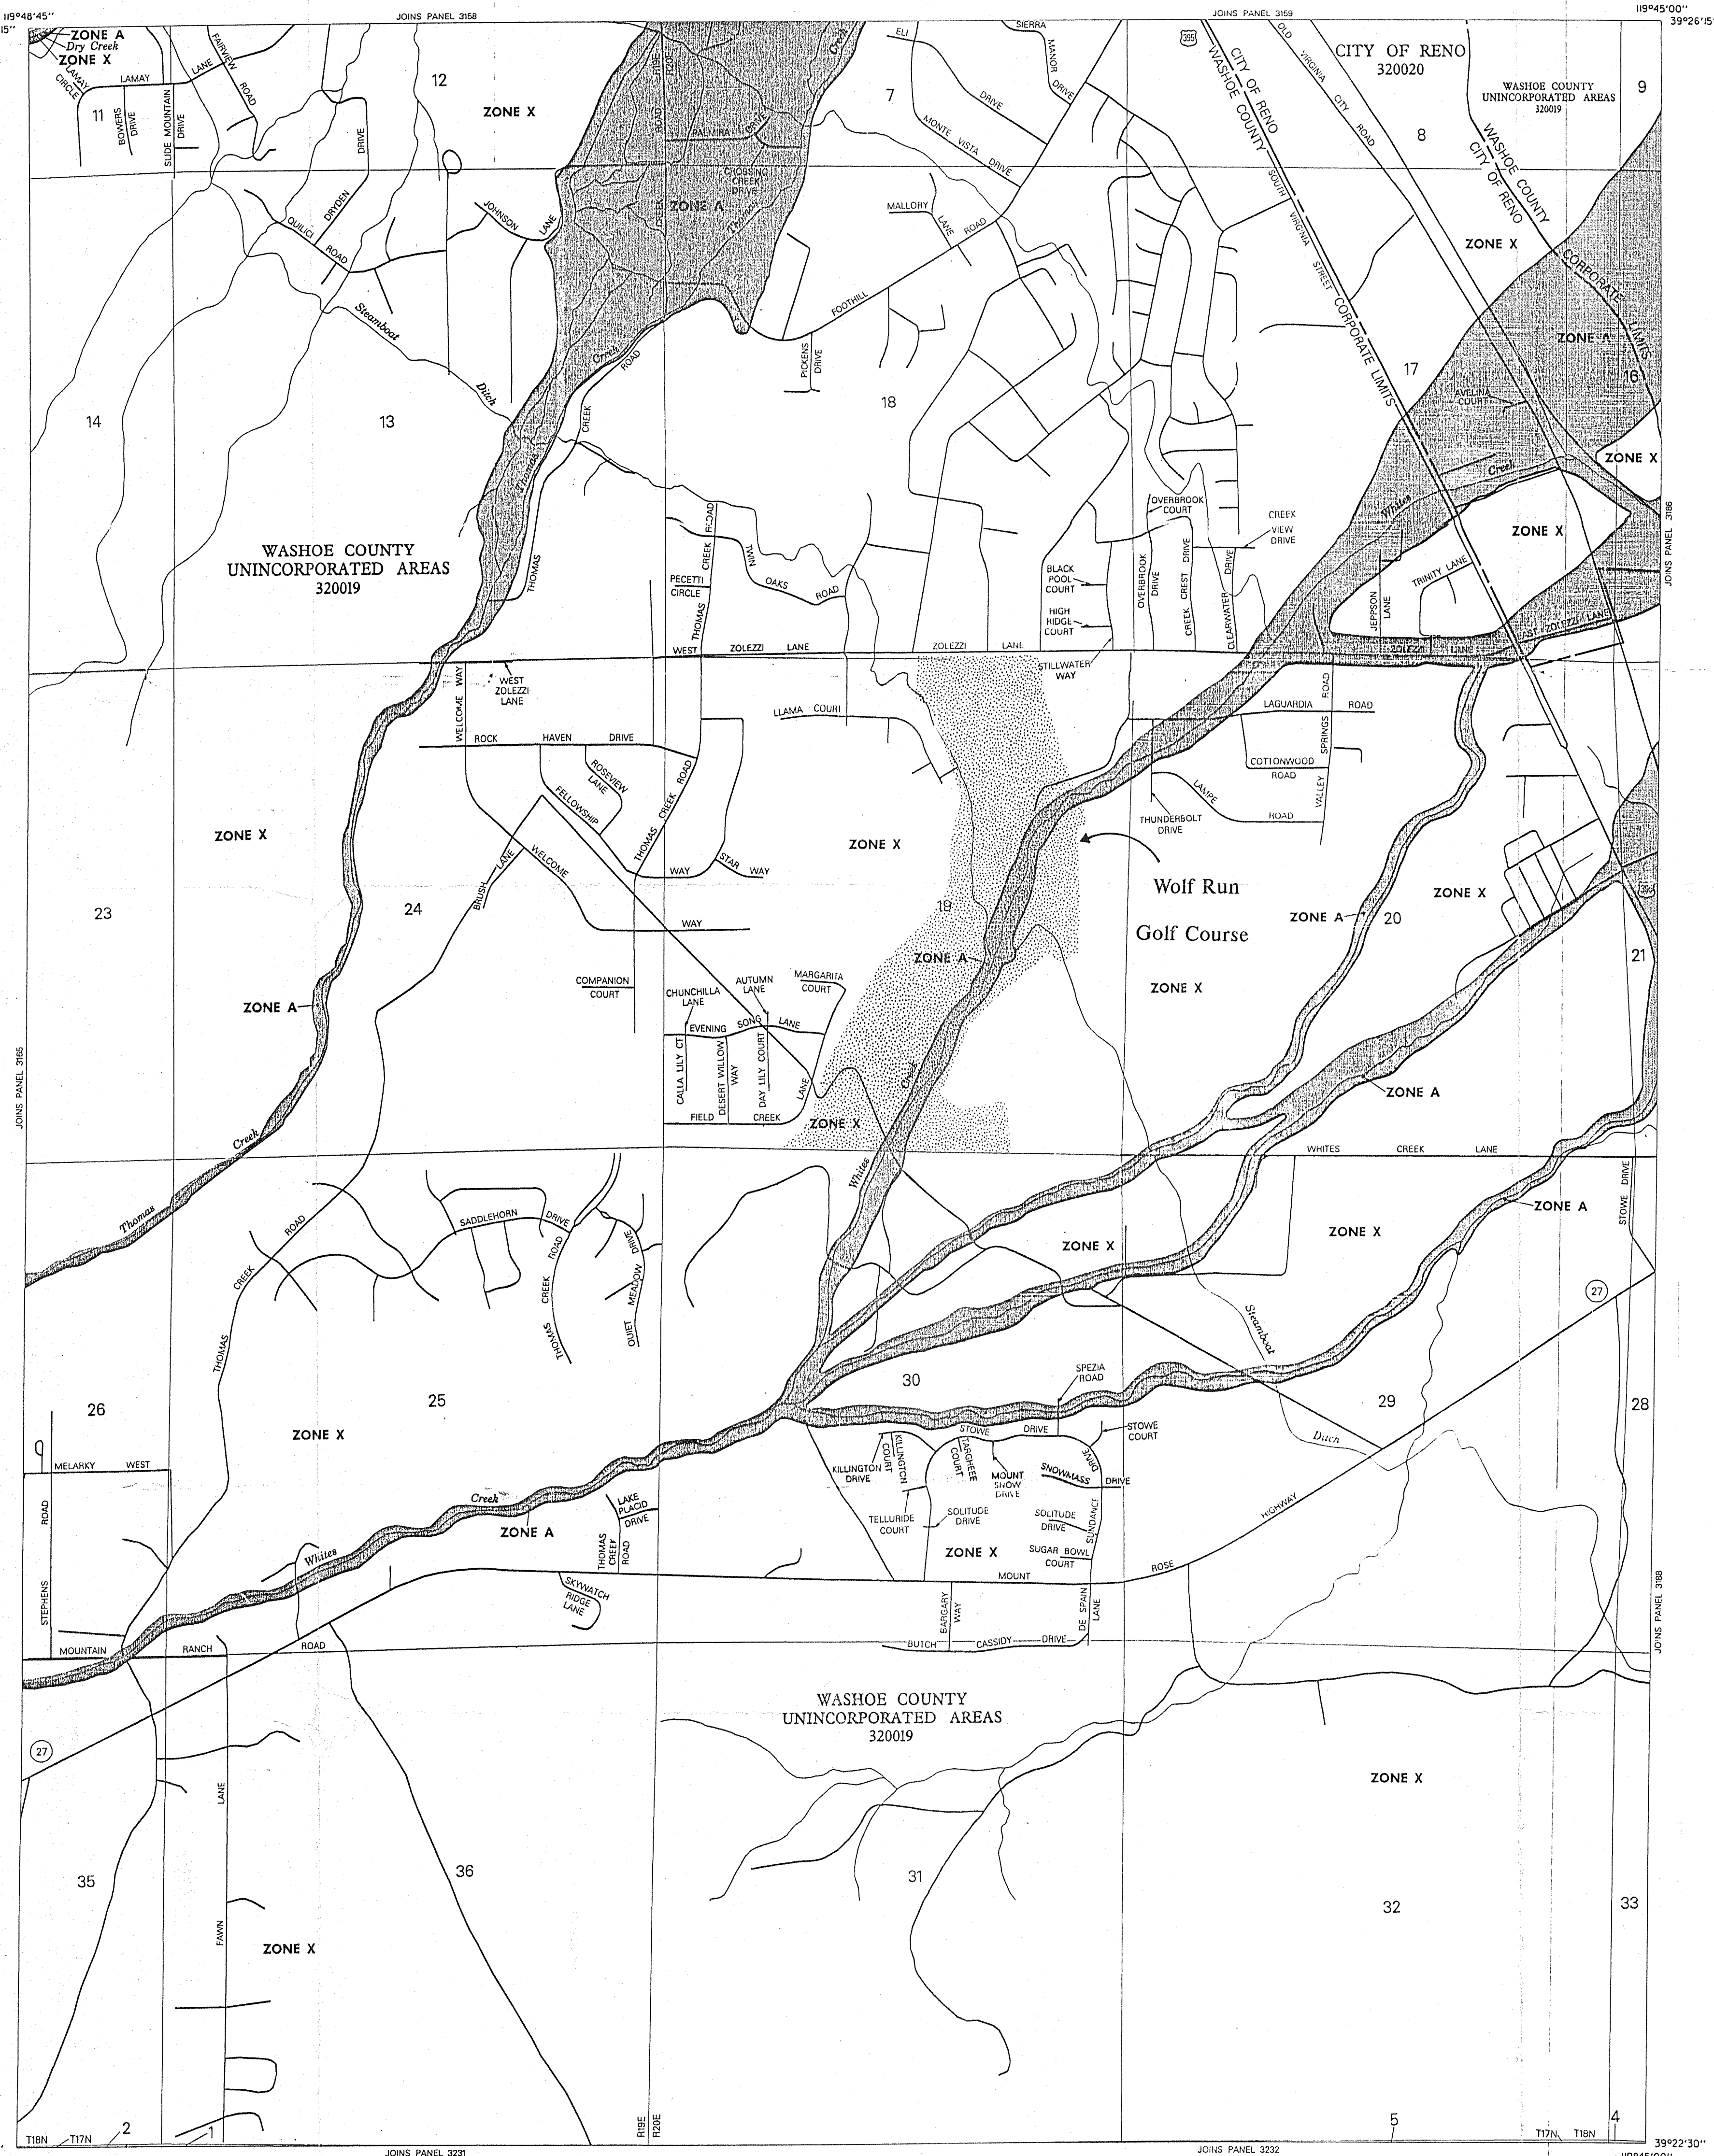 119°48'45"
JOINS PANEL 3158
JOINS PANEL 3159
119°45'00"
15"
39°26'15"
ZONE A
Dry Creek
ZONE X
LAMAY
CIRCLE
LAMAY
LANE
FAIRVIEW
ROAD
11
BOWERS
DRIVE
SLIDE MOUNTAIN
DRIVE
12
ZONE X
DRIVE
DRYDEN
QUILICI
ROAD
JOHNSON
LANE
R19E
R20E
ROAD
CREEK
PALMIRA
DRIVE
CROSSING
CREEK
DRIVE
ZONE A
Thomas
Creek
7
ELI
DRIVE
SIERRA
MANOR
DRIVE
MONTE VISTA DRIVE
MALLORY
LANE
ROAD
FOOTHILL
PICKENS
DRIVE
395
CITY OF RENO
WASHOE COUNTY
OLD
VIRGINIA
CITY
ROAD
CITY OF RENO
320020
WASHOE COUNTY
UNINCORPORATED AREAS
320019
9
8
WASHOE COUNTY
CITY OF RENO
CORPORATE
LIMITS
ZONE X
SOUTH
VIRGINIA
STREET
CORPORATE LIMITS
ZONE A
16
17
AVELINA
COURT
ZONE X
Steamboat
Ditch
Creek
ROAD
CREEK
Thomas
THOMAS
14
13
18
WASHOE COUNTY
UNINCORPORATED AREAS
320019
Whites
Creek
ZONE X
JOINS PANEL 3186
OVERBROOK
COURT
CREEK
VIEW
DRIVE
BLACK
POOL
COURT
HIGH
RIDGE
COURT
OVERBROOK
DRIVE
CREEK CREST DRIVE
CLEARWATER DRIVE
JEPPSON
LANE
TRINITY LANE
EAST ZOLEZZI LANE
ZOLEZZI LANE
THOMAS CREEK ROAD
TWIN
OAKS
ROAD
PECETTI
CIRCLE
WEST ZOLEZZI LANE
ZOLEZZI LANE
STILLWATER
WAY
WEST
ZOLEZZI
LANE
WELCOME WAY
ROCK HAVEN DRIVE
ROSEVIEW
LANE
FELLOWSHIP
WAY
THOMAS CREEK ROAD
STAR WAY
LLAMA COURT
LAGUARDIA ROAD
VALLEY SPRINGS ROAD
COTTONWOOD
ROAD
LAMPE
ROAD
THUNDERBOLT
DRIVE
ZONE X
ZONE X
Wolf Run
Golf Course
ZONE X
23
24
BRUSH LANE
WELCOME
WAY
19
ZONE A
ZONE A
20
395
21
ZONE X
ZONE A
COMPANION
COURT
CHUNCHILLA
LANE
AUTUMN
LANE
MARGARITA
COURT
EVENING SONG LANE
CALLA LILY CT
DESERT WILLOW
WAY
DAY LILY COURT
LANE
FIELD CREEK
ZONE X
Creek
Whites
JOINS PANEL 3165
ZONE A
WHITES CREEK LANE
Creek
Thomas
ZONE A
STOWE DRIVE
THOMAS
CREEK
ROAD
SADDLEHORN
DRIVE
THOMAS
CREEK
ROAD
QUIET MEADOW DRIVE
ZONE X
ZONE X
27
Steamboat
Ditch
SPEZIA
ROAD
30
26
25
29
28
ZONE X
MELARKY WEST
STEPHENS ROAD
STOWE DRIVE
STOWE
COURT
KILLINGTON
DRIVE
KILLINGTON
COURT
TARGHEE
COURT
MOUNT
SNOW
DRIVE
SNOWMASS DRIVE
DRIVE
SUNDANCE
TELLURIDE
COURT
SOLITUDE
DRIVE
SOLITUDE
DRIVE
SUGAR BOWL
COURT
ZONE X
Creek
ZONE A
Whites
LAKE
PLACID
DRIVE
THOMAS
CREEK
ROAD
SKYWATCH
RIDGE
LANE
MOUNT ROSE HIGHWAY
EARGARY
WAY
DE SPAIN
LANE
BUTCH CASSIDY DRIVE
JOINS PANEL 3188
MOUNTAIN RANCH ROAD
WASHOE COUNTY
UNINCORPORATED AREAS
320019
27
FAWN
LANE
ZONE X
35
36
31
32
33
ZONE X
T18N
T17N
2
1
R19E
R20E
5
4
T17N
T18N
39°22'30"
JOINS PANEL 3231
JOINS PANEL 3232